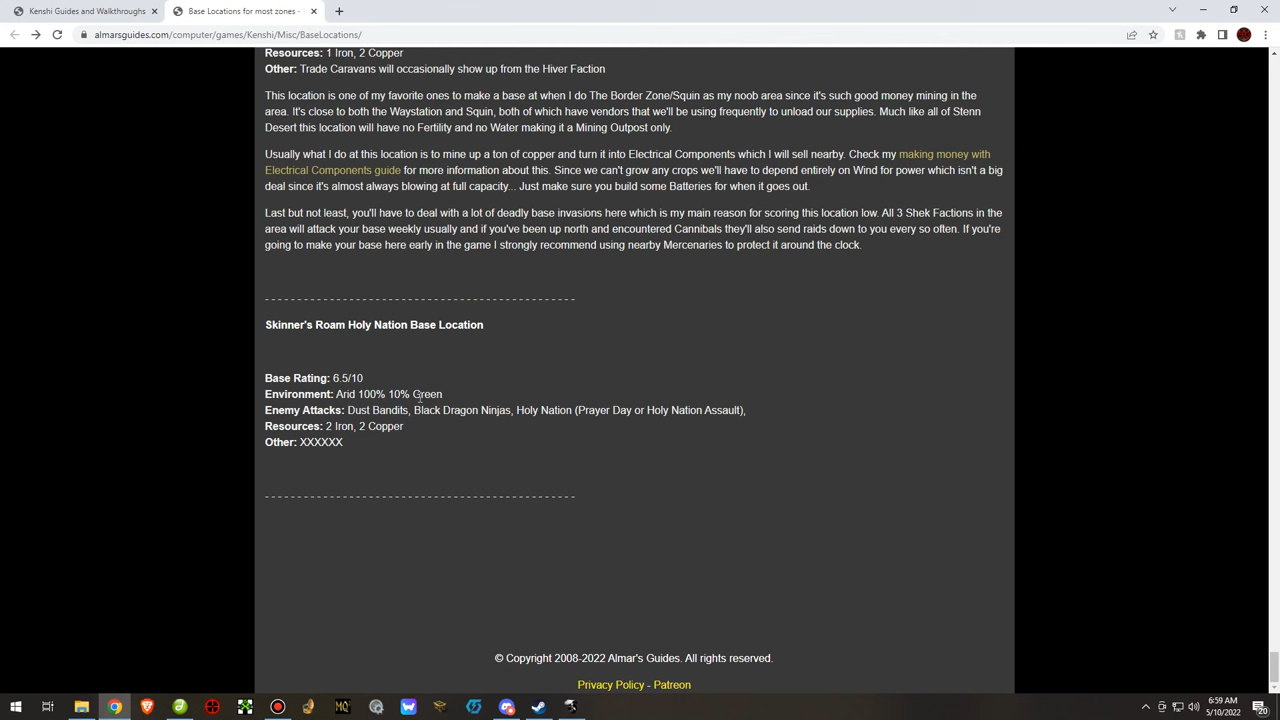 Kenshi Guides and Walkthroughs
Base Locations for most zones -
almarsguides.com/computer/games/Kenshi/Misc/BaseLocations/
Resources: 1 Iron, 2 Copper
Other: Trade Caravans will occasionally show up from the Hiver Faction
This location is one of my favorite ones to make a base at when I do The Border Zone/Squin as my noob area since it's such good money mining in the
area. It's close to both the Waystation and Squin, both of which have vendors that we'll be using frequently to unload our supplies. Much like all of Stenn
Desert this location will have no Fertility and no Water making it a Mining Outpost only.
Usually what I do at this location is to mine up a ton of copper and turn it into Electrical Components which I will sell nearby. Check my making money with
Electrical Components guide for more information about this. Since we can't grow any crops we'll have to depend entirely on Wind for power which isn't a big
deal since it's almost always blowing at full capacity... Just make sure you build some Batteries for when it goes out.
Last but not least, you'll have to deal with a lot of deadly base invasions here which is my main reason for scoring this location low. All 3 Shek Factions in the
area will attack your base weekly usually and if you've been up north and encountered Cannibals they'll also send raids down to you every so often. If you're
going to make your base here early in the game I strongly recommend using nearby Mercenaries to protect it around the clock.
- - - - - - - - - - - - - - - - - - - - - - - - - - - - - - - - - - - - - - - - - - - - - - - -
Skinner's Roam Holy Nation Base Location
Base Rating: 6.5/10
Environment: Arid 100% 10% Green
Enemy Attacks: Dust Bandits, Black Dragon Ninjas, Holy Nation (Prayer Day or Holy Nation Assault),
Resources: 2 Iron, 2 Copper
Other: XXXXXX
- - - - - - - - - - - - - - - - - - - - - - - - - - - - - - - - - - - - - - - - - - - - - - - -
© Copyright 2008-2022 Almar's Guides. All rights reserved.
Privacy Policy - Patreon
MQ
6:59 AM
5/10/2022
20